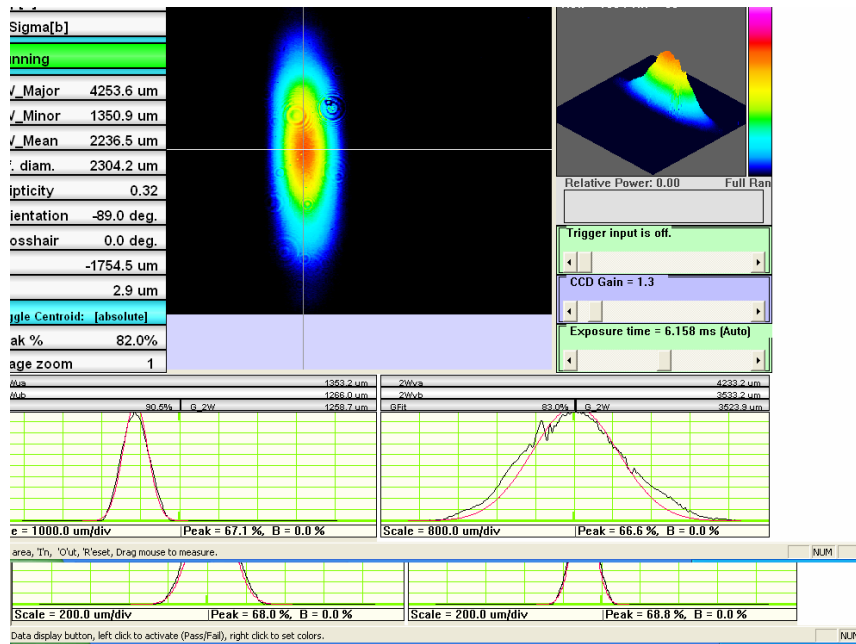 Sigma[b]
nning
V_Major 4253.6 um
V_Minor 1350.9 um
V_Mean 2236.5 um
. diam. 2304.2 um
ipticity 0.32
ientation -89.0 deg.
osshair 0.0 deg.
-1754.5 um
2.9 um
ggle Centroid: [absolute]
ak % 82.0%
age zoom 1
Relative Power: 0.00 Full Ran
Trigger input is off.
CCD Gain = 1.3
Exposure time = 6.158 ms (Auto)
Wua 1353.2 um
Wub 1266.0 um
90.5% G_2W 1258.7 um
2Wva 4233.2 um
2Wvb 3533.2 um
GFit 83.0% G_2W 3523.9 um
e = 1000.0 um/div Peak = 67.1 %, B = 0.0 %
Scale = 800.0 um/div Peak = 66.6 %, B = 0.0 %
area, 'I'n, 'O'ut, 'R'eset, Drag mouse to measure. NUM
Scale = 200.0 um/div Peak = 68.0 %, B = 0.0 %
Scale = 200.0 um/div Peak = 68.8 %, B = 0.0 %
Data display button, left click to activate (Pass/Fail), right click to set colors. NUM